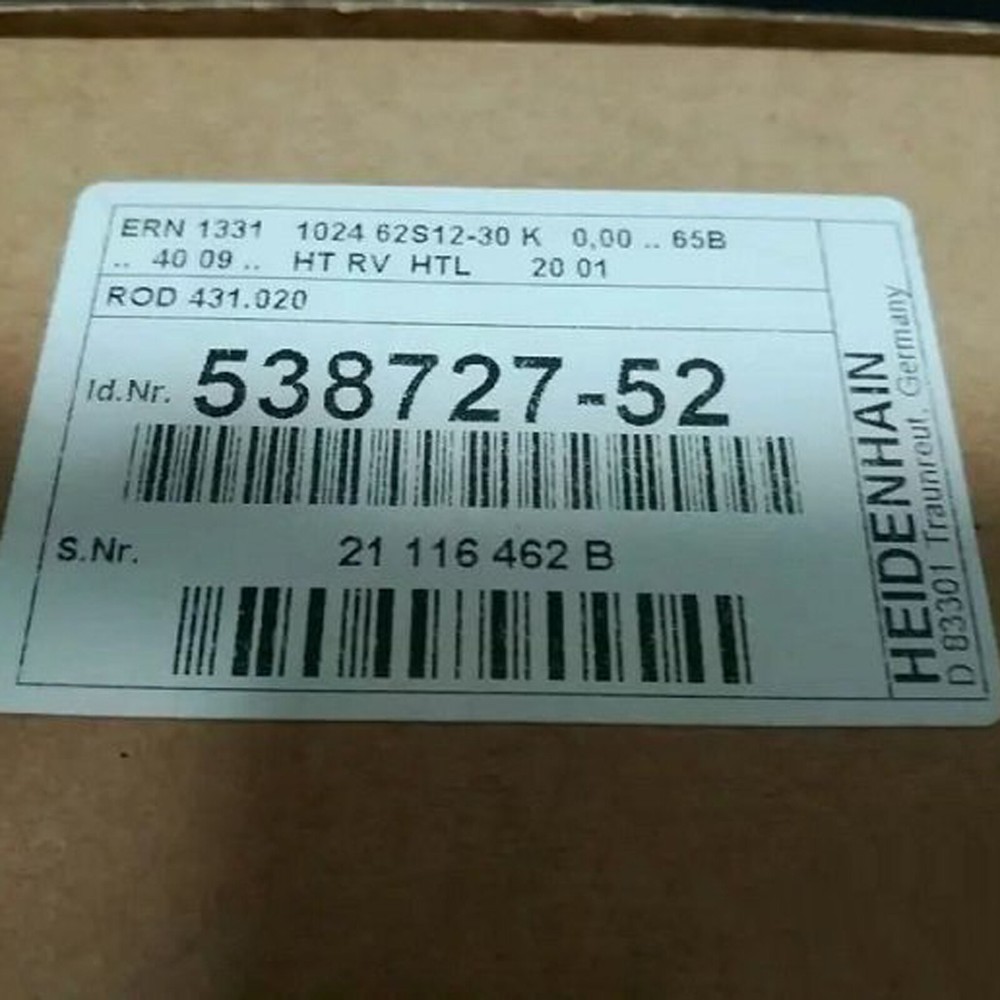 ERN 1331 1024 62S12-30 K 0,00 .. 65B
.. 40 09 .. HT RV HTL 20 01
ROD 431.020
Id.Nr. 538727-52
S.Nr. 21 116 462 B
HEIDENHAIN
D 83301 Traunreut, Germany